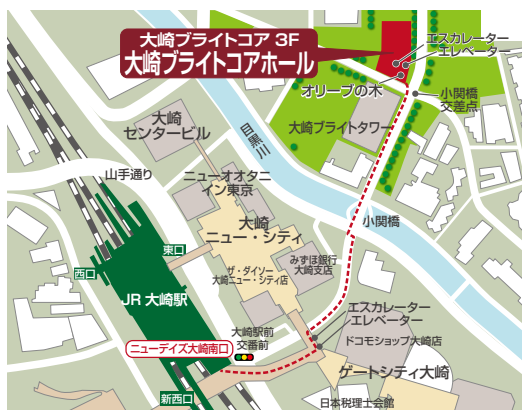 大崎ブライトコア 3F
大崎ブライトコアホール
エスカレーター
エレベーター
オリーブの木
小関橋
交差点
大崎
センタービル
目黒川
大崎ブライトタワー
山手通り
ニューオオタニ
イン東京
大崎
ニュー・シティ
小関橋
東口
西口
みずほ銀行
大崎支店
ザ・ダイソー
大崎ニュー・シティ店
JR 大崎駅
エスカレーター
エレベーター
大崎駅前
交番前
ドコモショップ大崎店
ニューデイズ大崎南口
ゲートシティ大崎
新西口
日本税理士会館